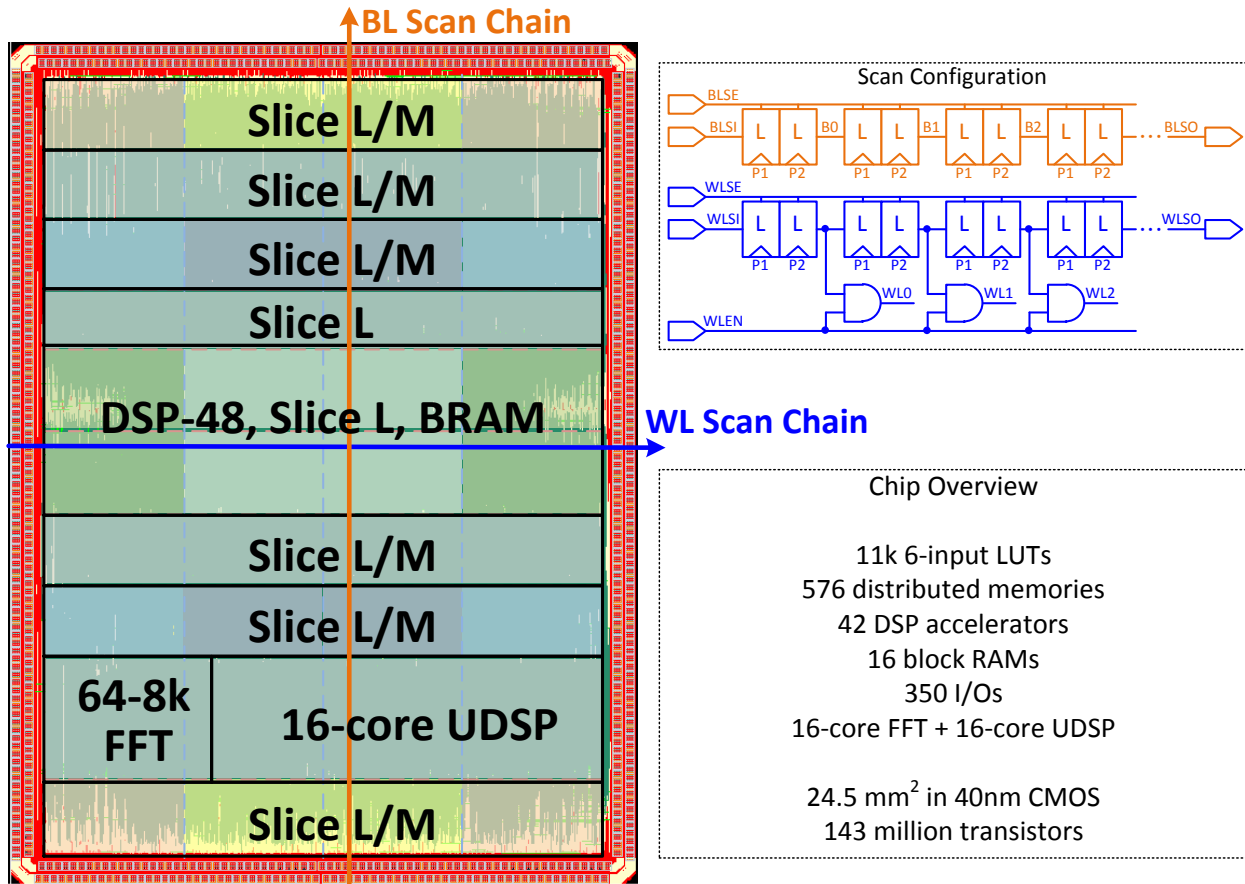 BL Scan Chain
Slice L/M
Slice L/M
Slice L/M
Slice L
DSP-48, Slice L, BRAM
WL Scan Chain
Slice L/M
Slice L/M
64-8k
FFT
16-core UDSP
Slice L/M
Scan Configuration
BLSE
BLSI L L B0 L L B1 L L B2 L L BLSO
P1 P2 P1 P2 P1 P2 P1 P2
WLSE
WLSI L L L L L L L L WLSO
P1 P2 P1 P2 P1 P2 P1 P2
WL0 WL1 WL2
WLEN
Chip Overview
11k 6-input LUTs
576 distributed memories
42 DSP accelerators
16 block RAMs
350 I/Os
16-core FFT + 16-core UDSP
24.5 mm² in 40nm CMOS
143 million transistors